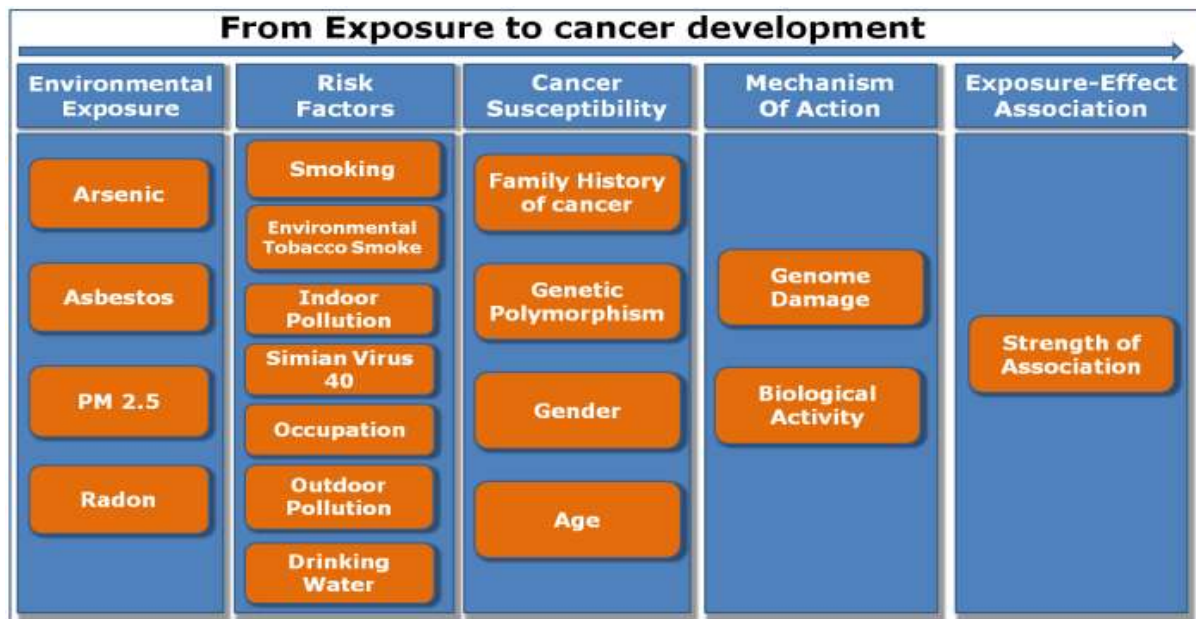 From Exposure to cancer development
Environmental
Exposure
Risk
Factors
Cancer
Susceptibility
Mechanism
Of Action
Exposure-Effect
Association
Arsenic
Asbestos
PM 2.5
Radon
Smoking
Environmental
Tobacco Smoke
Indoor
Pollution
Simian Virus
40
Occupation
Outdoor
Pollution
Drinking
Water
Family History
of cancer
Genetic
Polymorphism
Gender
Age
Genome
Damage
Biological
Activity
Strength of
Association